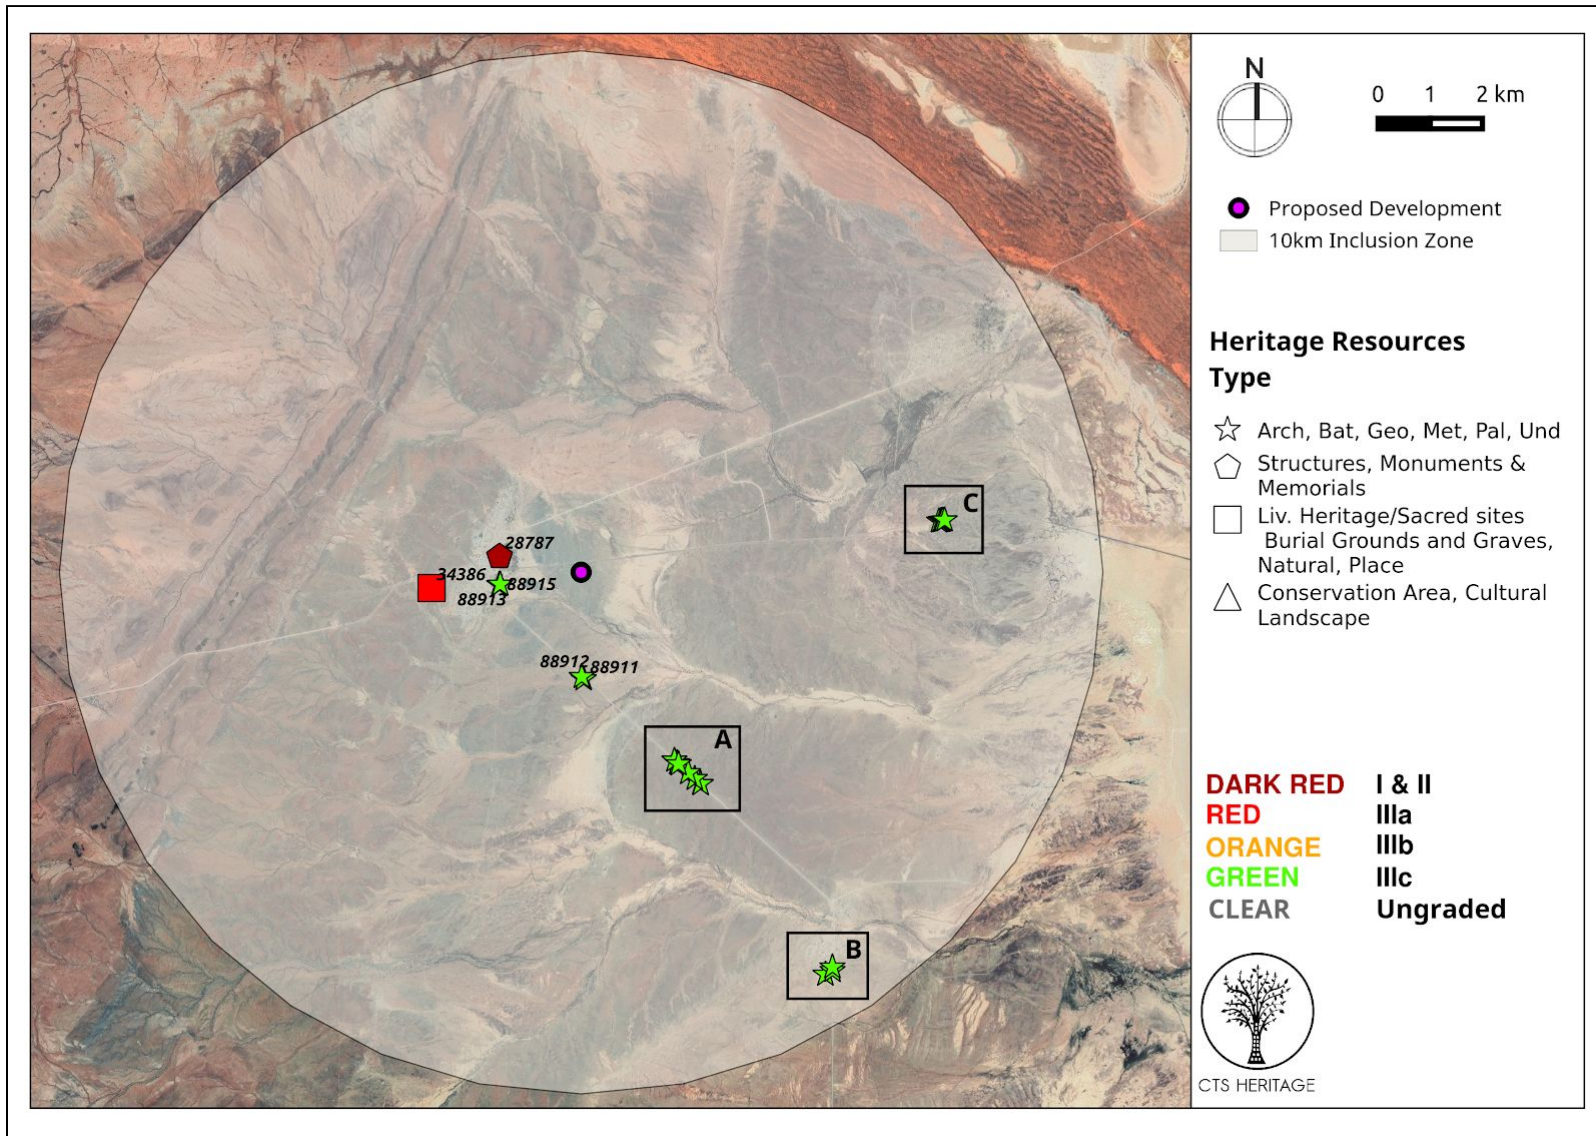 N
0 1 2 km
Proposed Development
10km Inclusion Zone
Heritage Resources
Type
Arch, Bat, Geo, Met, Pal, Und
Structures, Monuments &
Memorials
Liv. Heritage/Sacred sites
Burial Grounds and Graves,
Natural, Place
Conservation Area, Cultural
Landscape
DARK RED I & II
RED IIIa
ORANGE IIIb
GREEN IIIc
CLEAR Ungraded
CTS HERITAGE
C
28787
34386
88915
88913
88912
88911
A
B